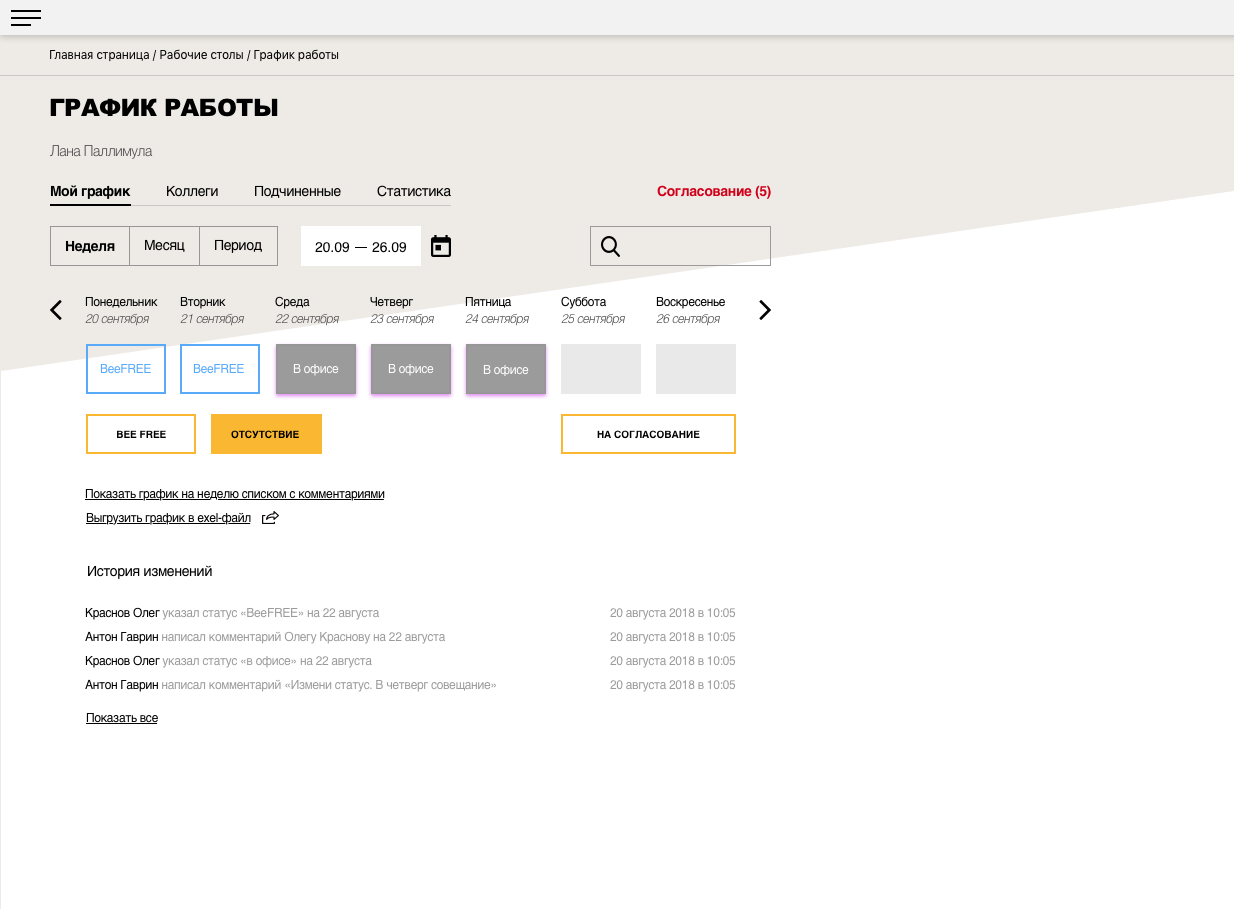 Главная страница / Рабочие столы / График работы
ГРАФИК РАБОТЫ
Лана Паллимула
Мой график Коллеги Подчиненные Статистика Согласование (5)
Неделя Месяц Период 20.09 — 26.09
Понедельник Вторник Среда Четверг Пятница Суббота Воскресенье
20 сентября 21 сентября 22 сентября 23 сентября 24 сентября 25 сентября 26 сентября
BeeFREE BeeFREE В офисе В офисе В офисе
BEE FREE ОТСУТСТВИЕ НА СОГЛАСОВАНИЕ
Показать график на неделю списком с комментариями
Выгрузить график в exel-файл
История изменений
Краснов Олег указал статус «BeeFREE» на 22 августа 20 августа 2018 в 10:05
Антон Гаврин написал комментарий Олегу Краснову на 22 августа 20 августа 2018 в 10:05
Краснов Олег указал статус «в офисе» на 22 августа 20 августа 2018 в 10:05
Антон Гаврин написал комментарий «Измени статус. В четверг совещание» 20 августа 2018 в 10:05
Показать все